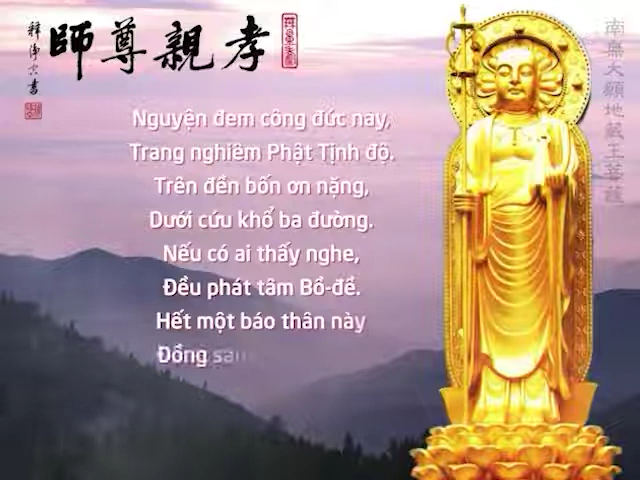 孝親尊師
釋淨空書
南無大願地藏王菩薩
Nguyện đem công đức này,
Trang nghiêm Phật Tịnh độ.
Trên đền bốn ơn nặng,
Dưới cứu khổ ba đường.
Nếu có ai thấy nghe,
Đều phát tâm Bồ-đề.
Hết một báo thân này
Đồng